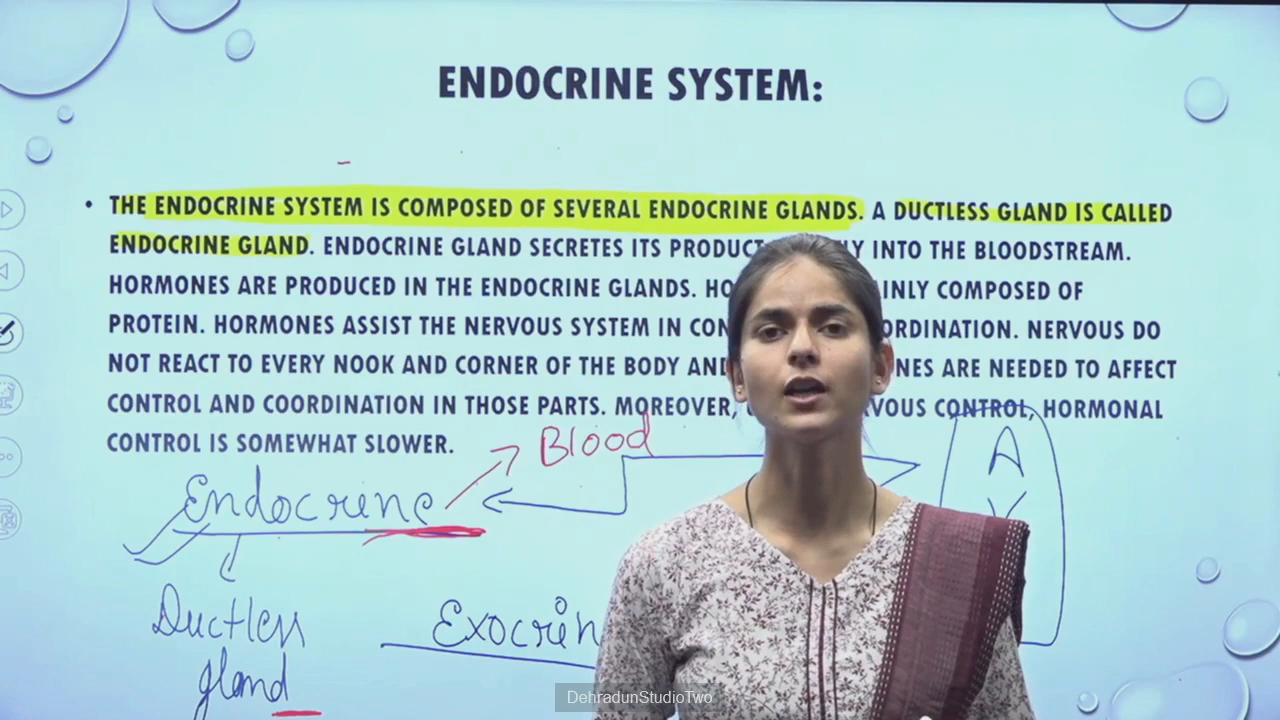 ENDOCRINE SYSTEM:
• THE ENDOCRINE SYSTEM IS COMPOSED OF SEVERAL ENDOCRINE GLANDS. A DUCTLESS GLAND IS CALLED
ENDOCRINE GLAND. ENDOCRINE GLAND SECRETES ITS PRODUCT LY INTO THE BLOODSTREAM.
HORMONES ARE PRODUCED IN THE ENDOCRINE GLANDS. HO INLY COMPOSED OF
PROTEIN. HORMONES ASSIST THE NERVOUS SYSTEM IN CON ORDINATION. NERVOUS DO
NOT REACT TO EVERY NOOK AND CORNER OF THE BODY AND NES ARE NEEDED TO AFFECT
CONTROL AND COORDINATION IN THOSE PARTS. MOREOVER, RVOUS CONTROL, HORMONAL
CONTROL IS SOMEWHAT SLOWER.
Blood
A
Endocrine
Ductless
gland
Exocrin
DehradunStudioTwo